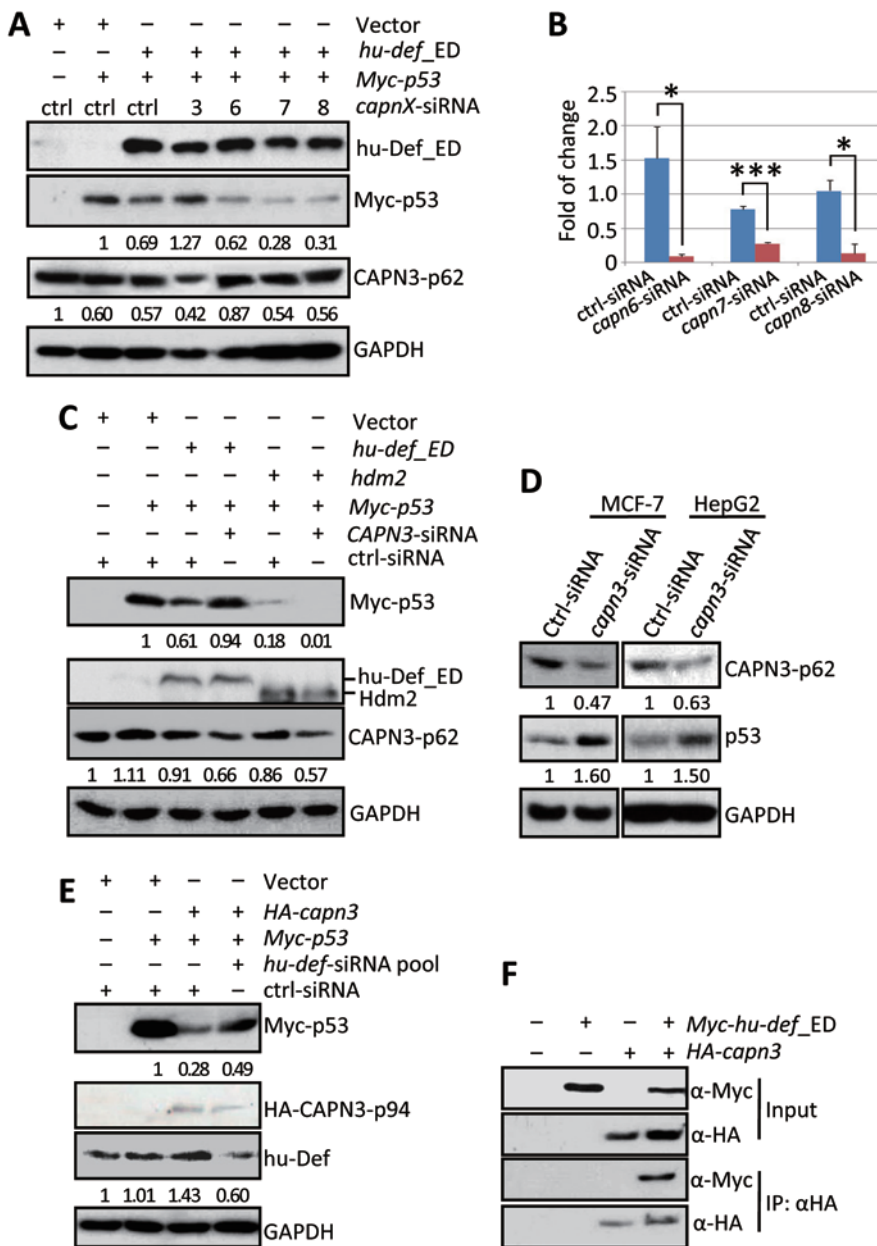 A
+ + – – – – – Vector
– – + + + + + hu-def_ED
– + + + + + + Myc-p53
ctrl ctrl ctrl 3 6 7 8 capnX-siRNA
hu-Def_ED
Myc-p53
1 0.69 1.27 0.62 0.28 0.31
CAPN3-p62
1 0.60 0.57 0.42 0.87 0.54 0.56
GAPDH
B
Fold of change
2.5
2.0
1.5
1.0
0.5
0
* *** *
ctrl-siRNA
capn6-siRNA
ctrl-siRNA
capn7-siRNA
ctrl-siRNA
capn8-siRNA
C
+ + – – – – Vector
– – + + – – hu-def_ED
– – – – + + hdm2
– + + + + + Myc-p53
– – – + – + CAPN3-siRNA
+ + + – + – ctrl-siRNA
Myc-p53
1 0.61 0.94 0.18 0.01
hu-Def_ED
Hdm2
CAPN3-p62
1 1.11 0.91 0.66 0.86 0.57
GAPDH
D
MCF-7 HepG2
Ctrl-siRNA
capn3-siRNA
Ctrl-siRNA
capn3-siRNA
CAPN3-p62
1 0.47 1 0.63
p53
1 1.60 1 1.50
GAPDH
E
+ + – – Vector
– – + + HA-capn3
– + + + Myc-p53
– – – + hu-def-siRNA pool
+ + + – ctrl-siRNA
Myc-p53
1 0.28 0.49
HA-CAPN3-p94
hu-Def
1 1.01 1.43 0.60
GAPDH
F
– + – + Myc-hu-def_ED
– – + + HA-capn3
α-Myc
α-HA
Input
α-Myc
α-HA
IP: αHA